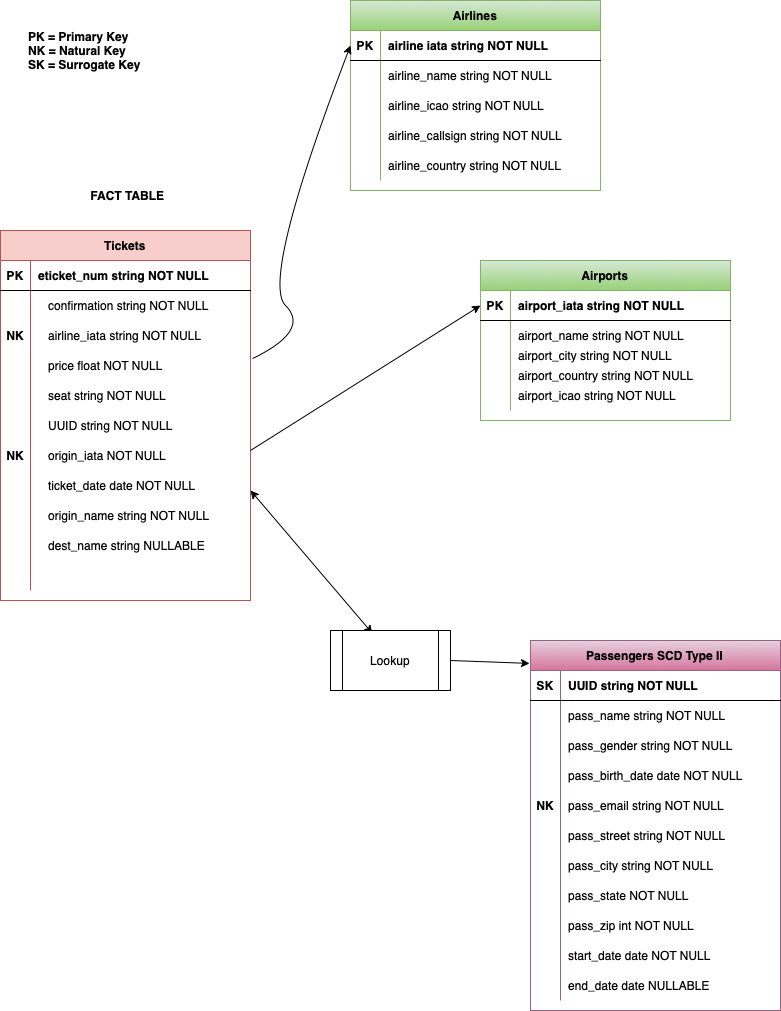 PK = Primary Key
NK = Natural Key
SK = Surrogate Key
Airlines
PK airline iata string NOT NULL
airline_name string NOT NULL
airline_icao string NOT NULL
airline_callsign string NOT NULL
airline_country string NOT NULL
FACT TABLE
Tickets
PK eticket_num string NOT NULL
confirmation string NOT NULL
NK airline_iata string NOT NULL
price float NOT NULL
seat string NOT NULL
UUID string NOT NULL
NK origin_iata NOT NULL
ticket_date date NOT NULL
origin_name string NOT NULL
dest_name string NULLABLE
Airports
PK airport_iata string NOT NULL
airport_name string NOT NULL
airport_city string NOT NULL
airport_country string NOT NULL
airport_icao string NOT NULL
Lookup
Passengers SCD Type II
SK UUID string NOT NULL
pass_name string NOT NULL
pass_gender string NOT NULL
pass_birth_date date NOT NULL
NK pass_email string NOT NULL
pass_street string NOT NULL
pass_city string NOT NULL
pass_state NOT NULL
pass_zip int NOT NULL
start_date date NOT NULL
end_date date NULLABLE